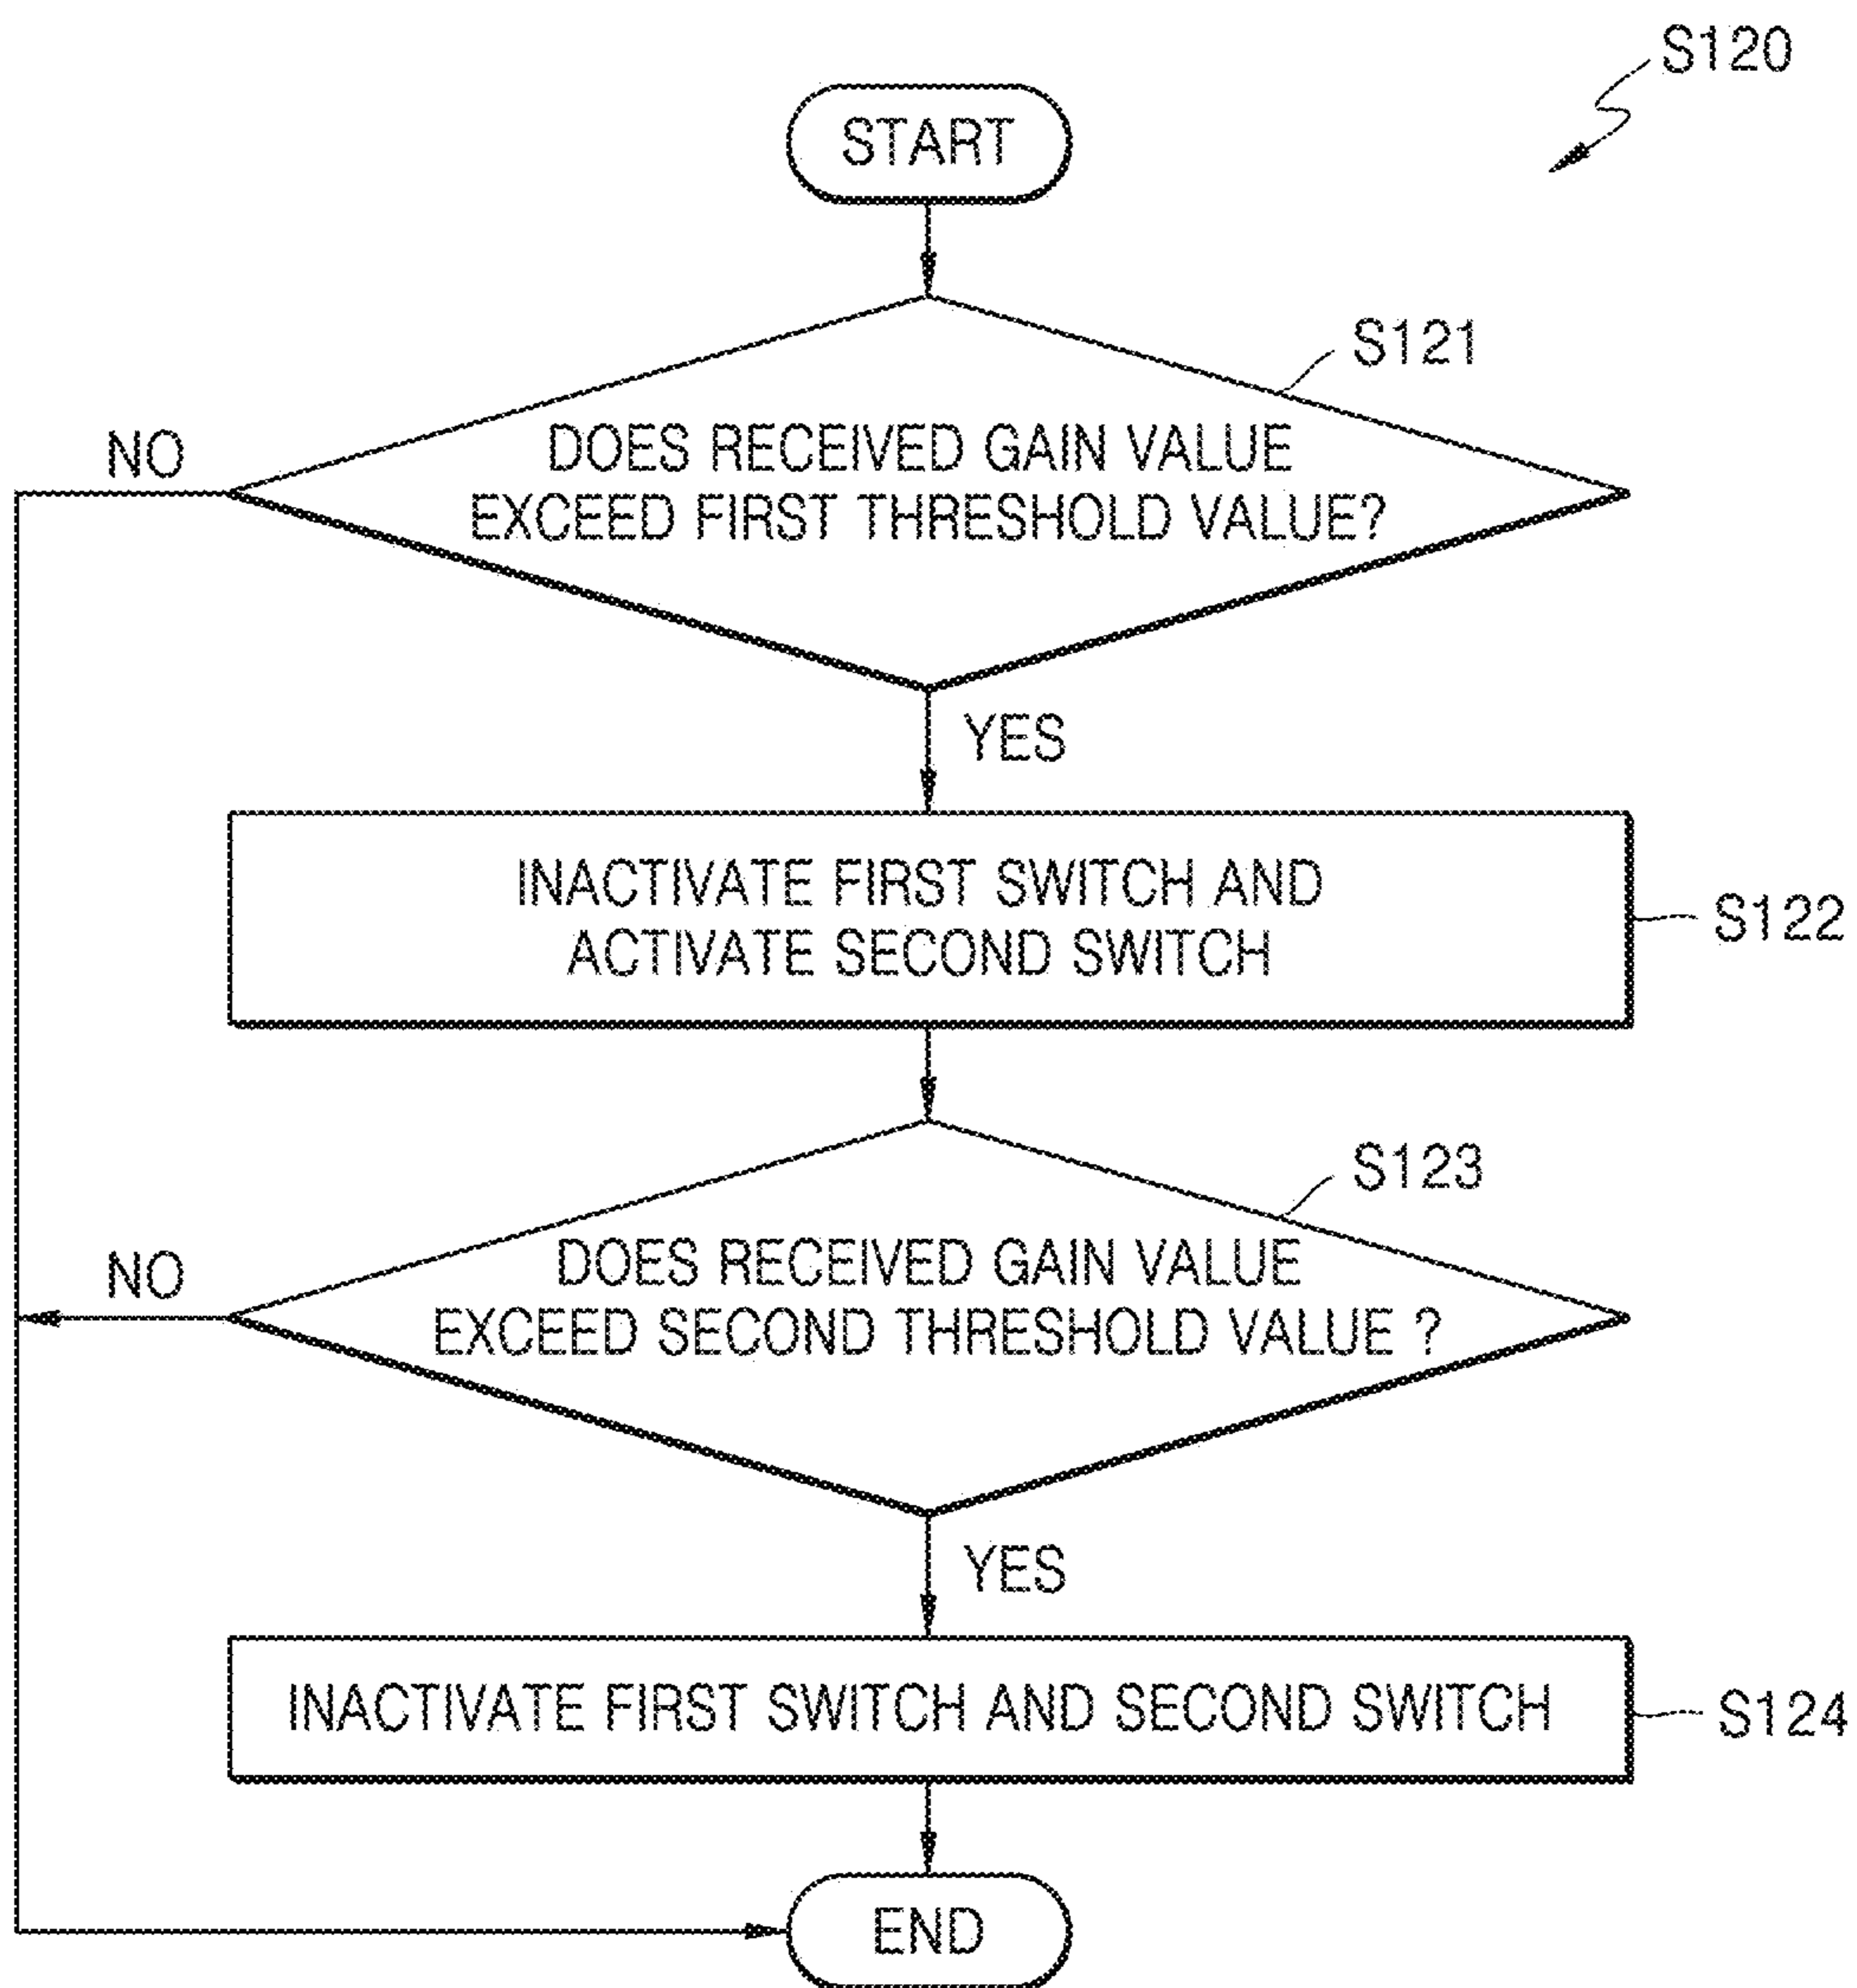 S120
START
S121
DOES RECEIVED GAIN VALUE
EXCEED FIRST THRESHOLD VALUE?
NO
YES
INACTIVATE FIRST SWITCH AND
ACTIVATE SECOND SWITCH
S122
S123
DOES RECEIVED GAIN VALUE
EXCEED SECOND THRESHOLD VALUE ?
NO
YES
INACTIVATE FIRST SWITCH AND SECOND SWITCH
S124
END